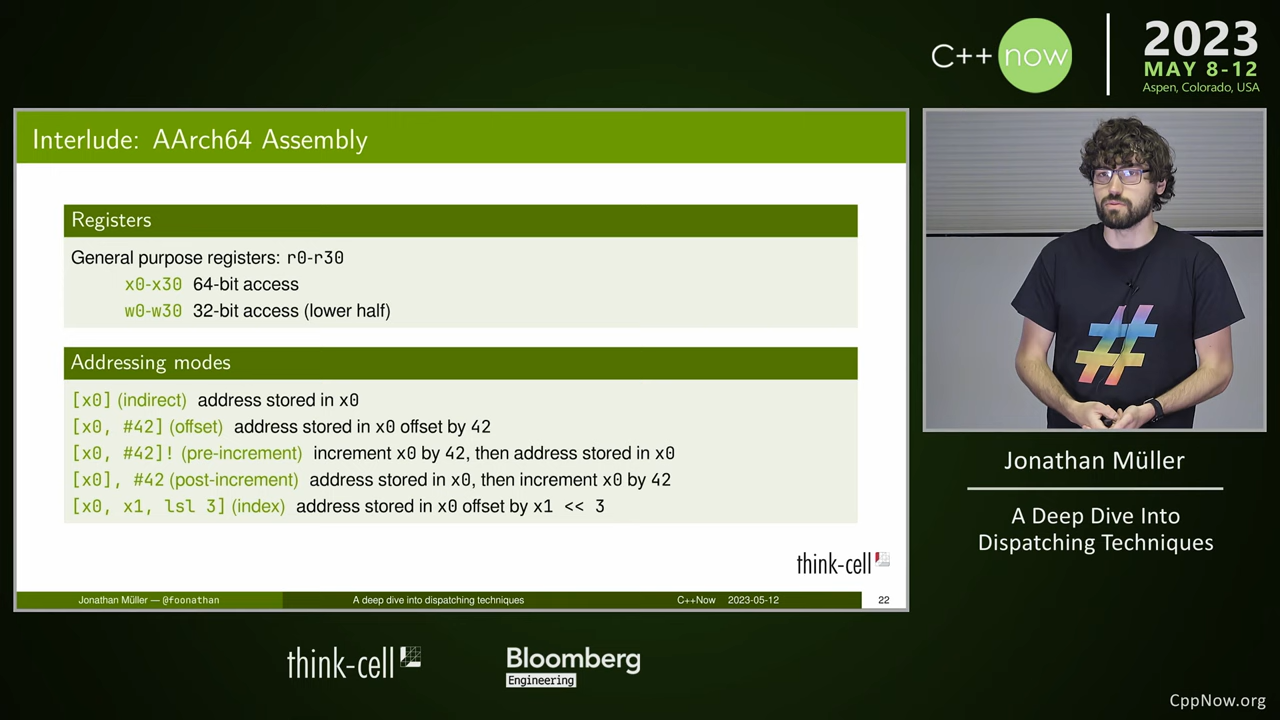 C++ now
2023
MAY 8-12
Aspen, Colorado, USA
Interlude: AArch64 Assembly
Registers
General purpose registers: r0-r30
x0-x30 64-bit access
w0-w30 32-bit access (lower half)
Addressing modes
[x0] (indirect) address stored in x0
[x0, #42] (offset) address stored in x0 offset by 42
[x0, #42]! (pre-increment) increment x0 by 42, then address stored in x0
[x0], #42 (post-increment) address stored in x0, then increment x0 by 42
[x0, x1, lsl 3] (index) address stored in x0 offset by x1 << 3
think-cell
Jonathan Müller — @foonathan A deep dive into dispatching techniques C++Now 2023-05-12 22
#
Jonathan Müller
A Deep Dive Into
Dispatching Techniques
think-cell
Bloomberg
Engineering
CppNow.org